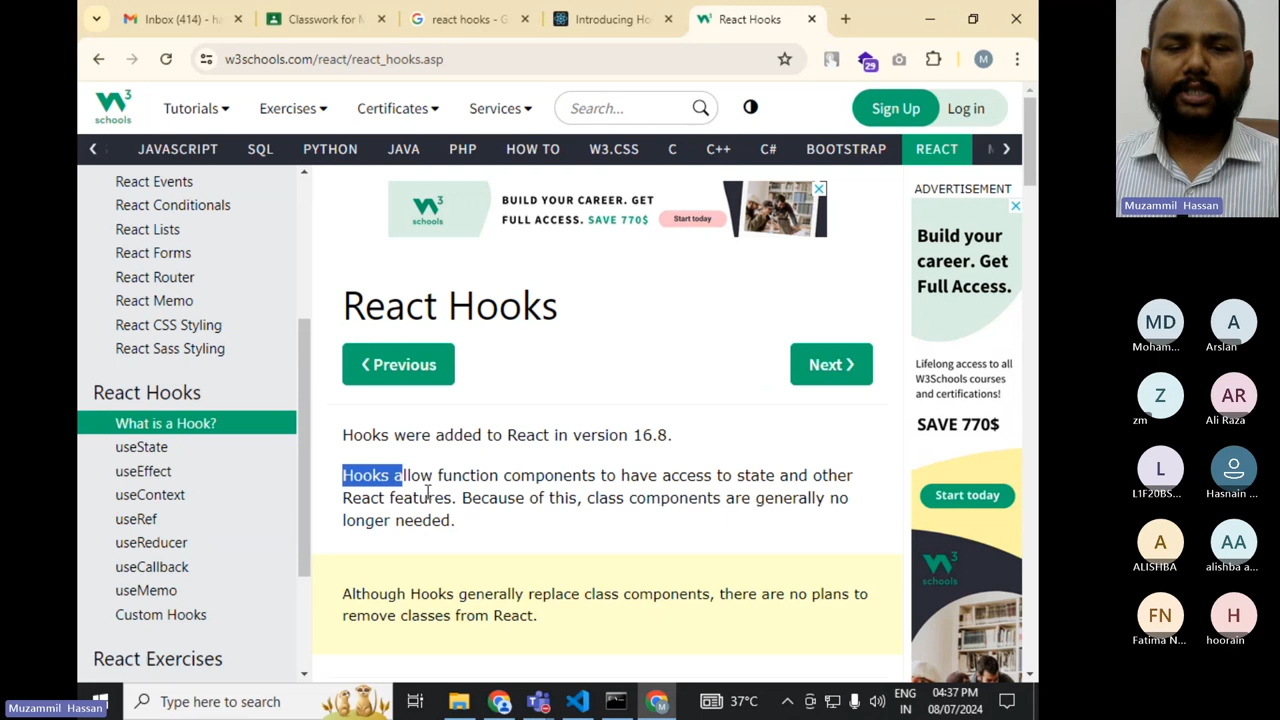 Inbox (414) - h
Classwork for M
react hooks - G
Introducing Ho
React Hooks
w3schools.com/react/react_hooks.asp
29
M
W3
schools
Tutorials
Exercises
Certificates
Services
Search...
Sign Up
Log in
JAVASCRIPT
SQL
PYTHON
JAVA
PHP
HOW TO
W3.CSS
C
C++
C#
BOOTSTRAP
REACT
React Events
React Conditionals
React Lists
React Forms
React Router
React Memo
React CSS Styling
React Sass Styling
React Hooks
What is a Hook?
useState
useEffect
useContext
useRef
useReducer
useCallback
useMemo
Custom Hooks
React Exercises
W3
schools
BUILD YOUR CAREER. GET
FULL ACCESS. SAVE 770$
Start today
React Hooks
❮ Previous
Next ❯
Hooks were added to React in version 16.8.
Hooks allow function components to have access to state and other
React features. Because of this, class components are generally no
longer needed.
Although Hooks generally replace class components, there are no plans to
remove classes from React.
ADVERTISEMENT
Build your
career. Get
Full Access.
Lifelong access to all
W3Schools courses
and certifications!
SAVE 770$
Start today
W3
schools
Muzammil Hassan
MD
Moham...
A
Arslan
Z
zm
AR
Ali Raza
L
L1F20BS...
Hasnain ...
A
ALISHBA
AA
alishba a...
FN
Fatima N...
H
hoorain
Muzammil Hassan
Type here to search
37°C
ENG
IN
04:37 PM
08/07/2024